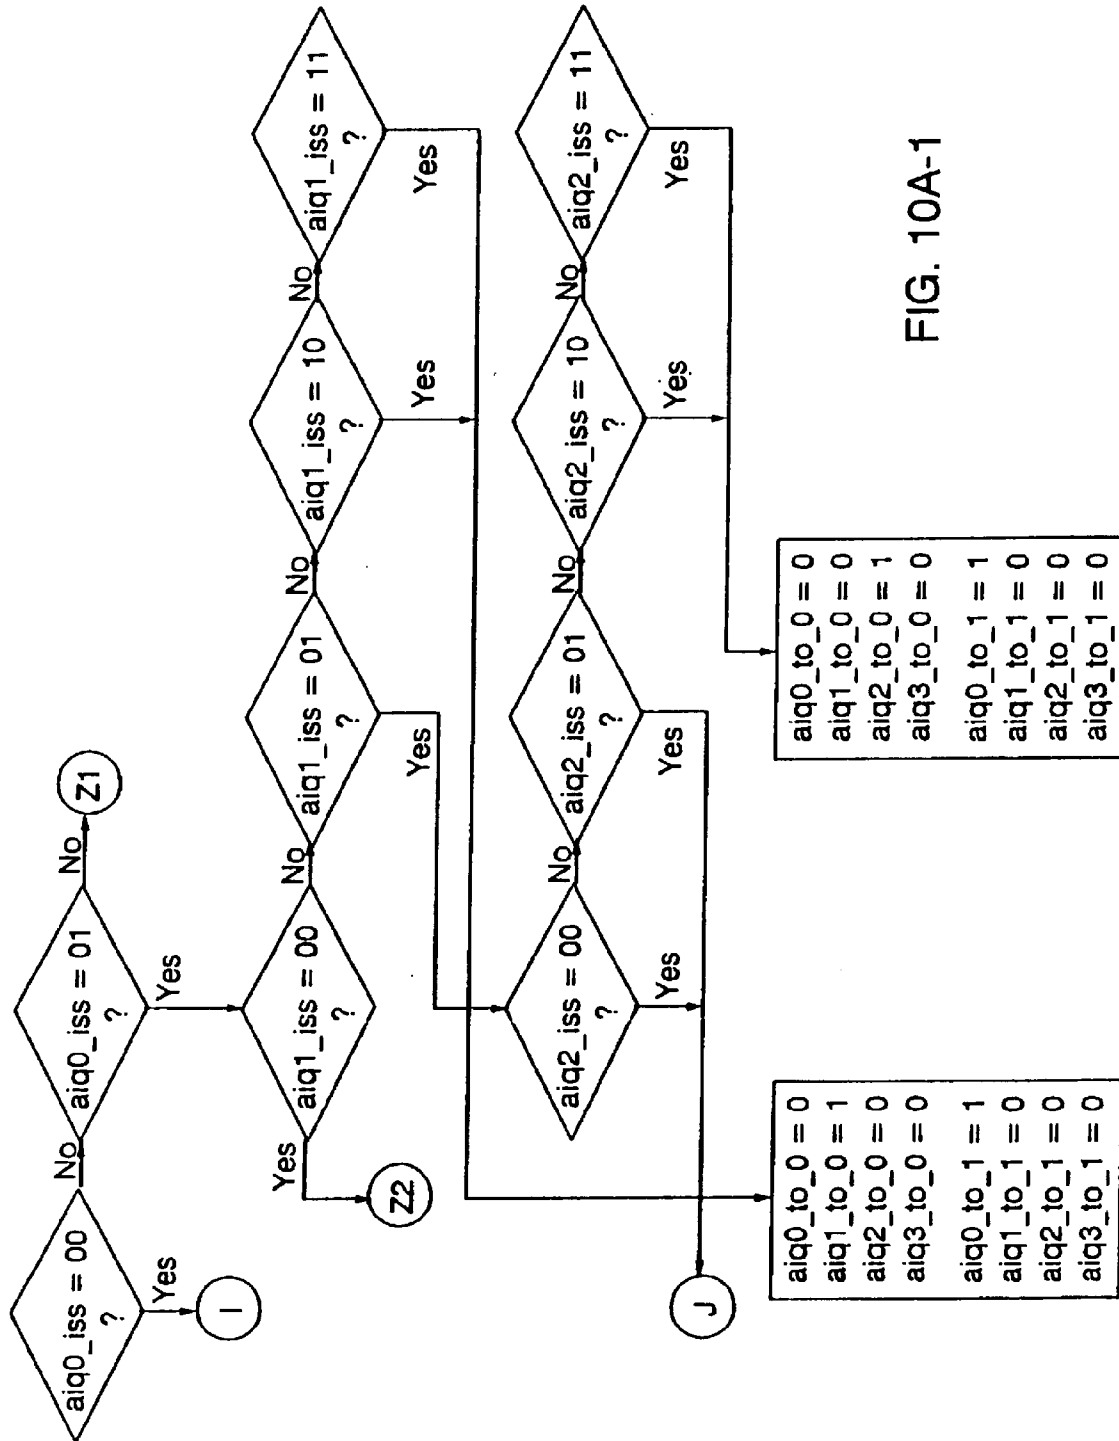 aiq0_iss = 00
?
No
aiq0_iss = 01
?
No
Z1
Yes
I
Yes
aiq1_iss = 00
?
No
aiq1_iss = 01
?
No
aiq1_iss = 10
?
No
aiq1_iss = 11
?
Yes
Z2
Yes
Yes
Yes
aiq2_iss = 00
?
No
aiq2_iss = 01
?
No
aiq2_iss = 10
?
No
aiq2_iss = 11
?
Yes
Yes
Yes
Yes
J
aiq0_to_0 = 0
aiq1_to_0 = 1
aiq2_to_0 = 0
aiq3_to_0 = 0
aiq0_to_1 = 1
aiq1_to_1 = 0
aiq2_to_1 = 0
aiq3_to_1 = 0
aiq0_to_0 = 0
aiq1_to_0 = 0
aiq2_to_0 = 1
aiq3_to_0 = 0
aiq0_to_1 = 1
aiq1_to_1 = 0
aiq2_to_1 = 0
aiq3_to_1 = 0
FIG. 10A-1